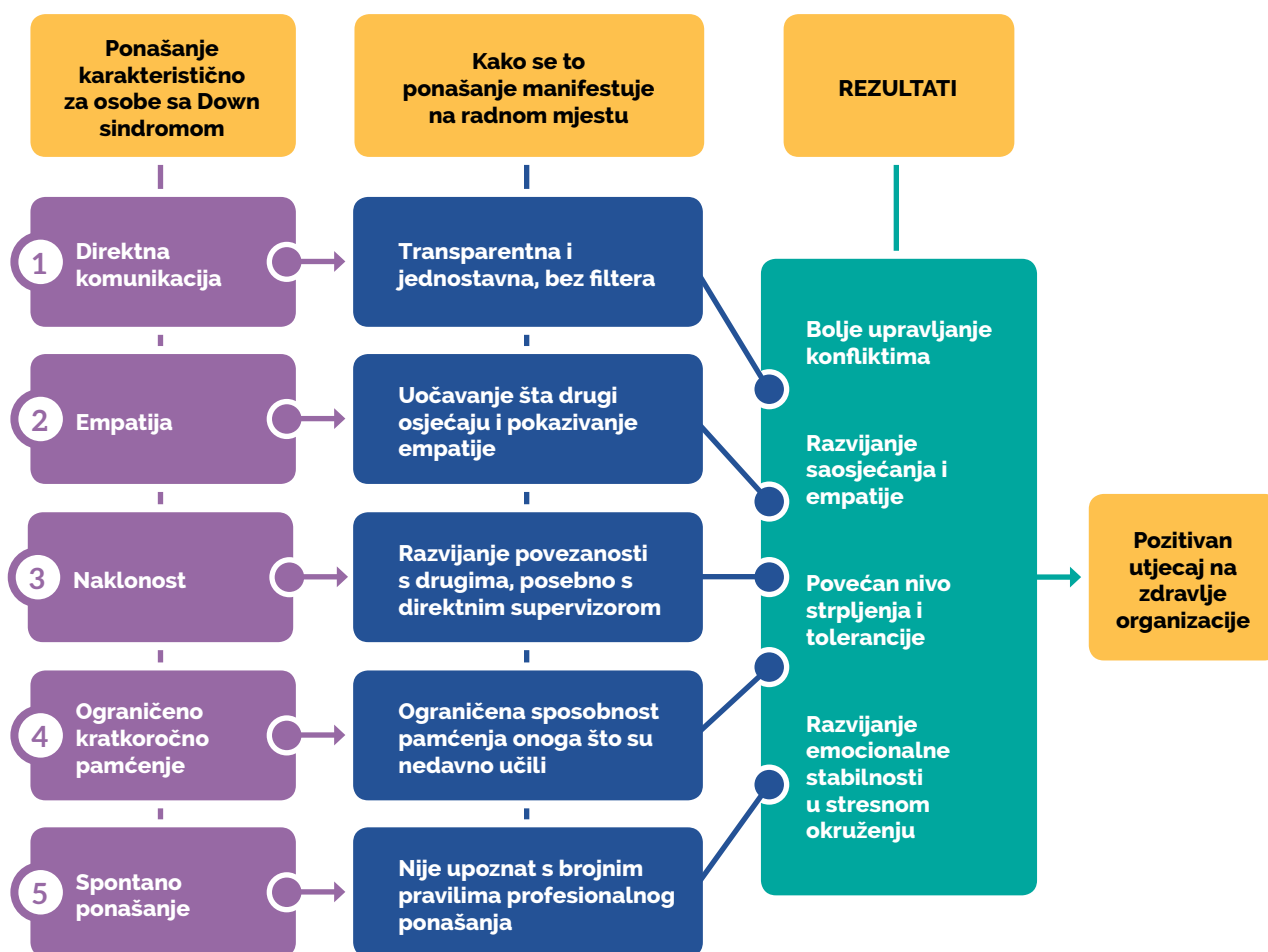 Ponašanje
karakteristično
za osobe sa Down
sindromom
Kako se to
ponašanje manifestuje
na radnom mjestu
REZULTATI
1
Direktna
komunikacija
Transparentna i
jednostavna, bez filtera
2
Empatija
Uočavanje šta drugi
osjećaju i pokazivanje
empatije
3
Naklonost
Razvijanje povezanosti
s drugima, posebno s
direktnim supervizorom
4
Ograničeno
kratkoročno
pamćenje
Ograničena sposobnost
pamćenja onoga što su
nedavno učili
5
Spontano
ponašanje
Nije upoznat s brojnim
pravilima profesionalnog
ponašanja
Bolje upravljanje
konfliktima
Razvijanje
saosjećanja i
empatije
Povećan nivo
strpljenja i
tolerancije
Razvijanje
emocionalne
stabilnosti
u stresnom
okruženju
Pozitivan
utjecaj na
zdravlje
organizacije